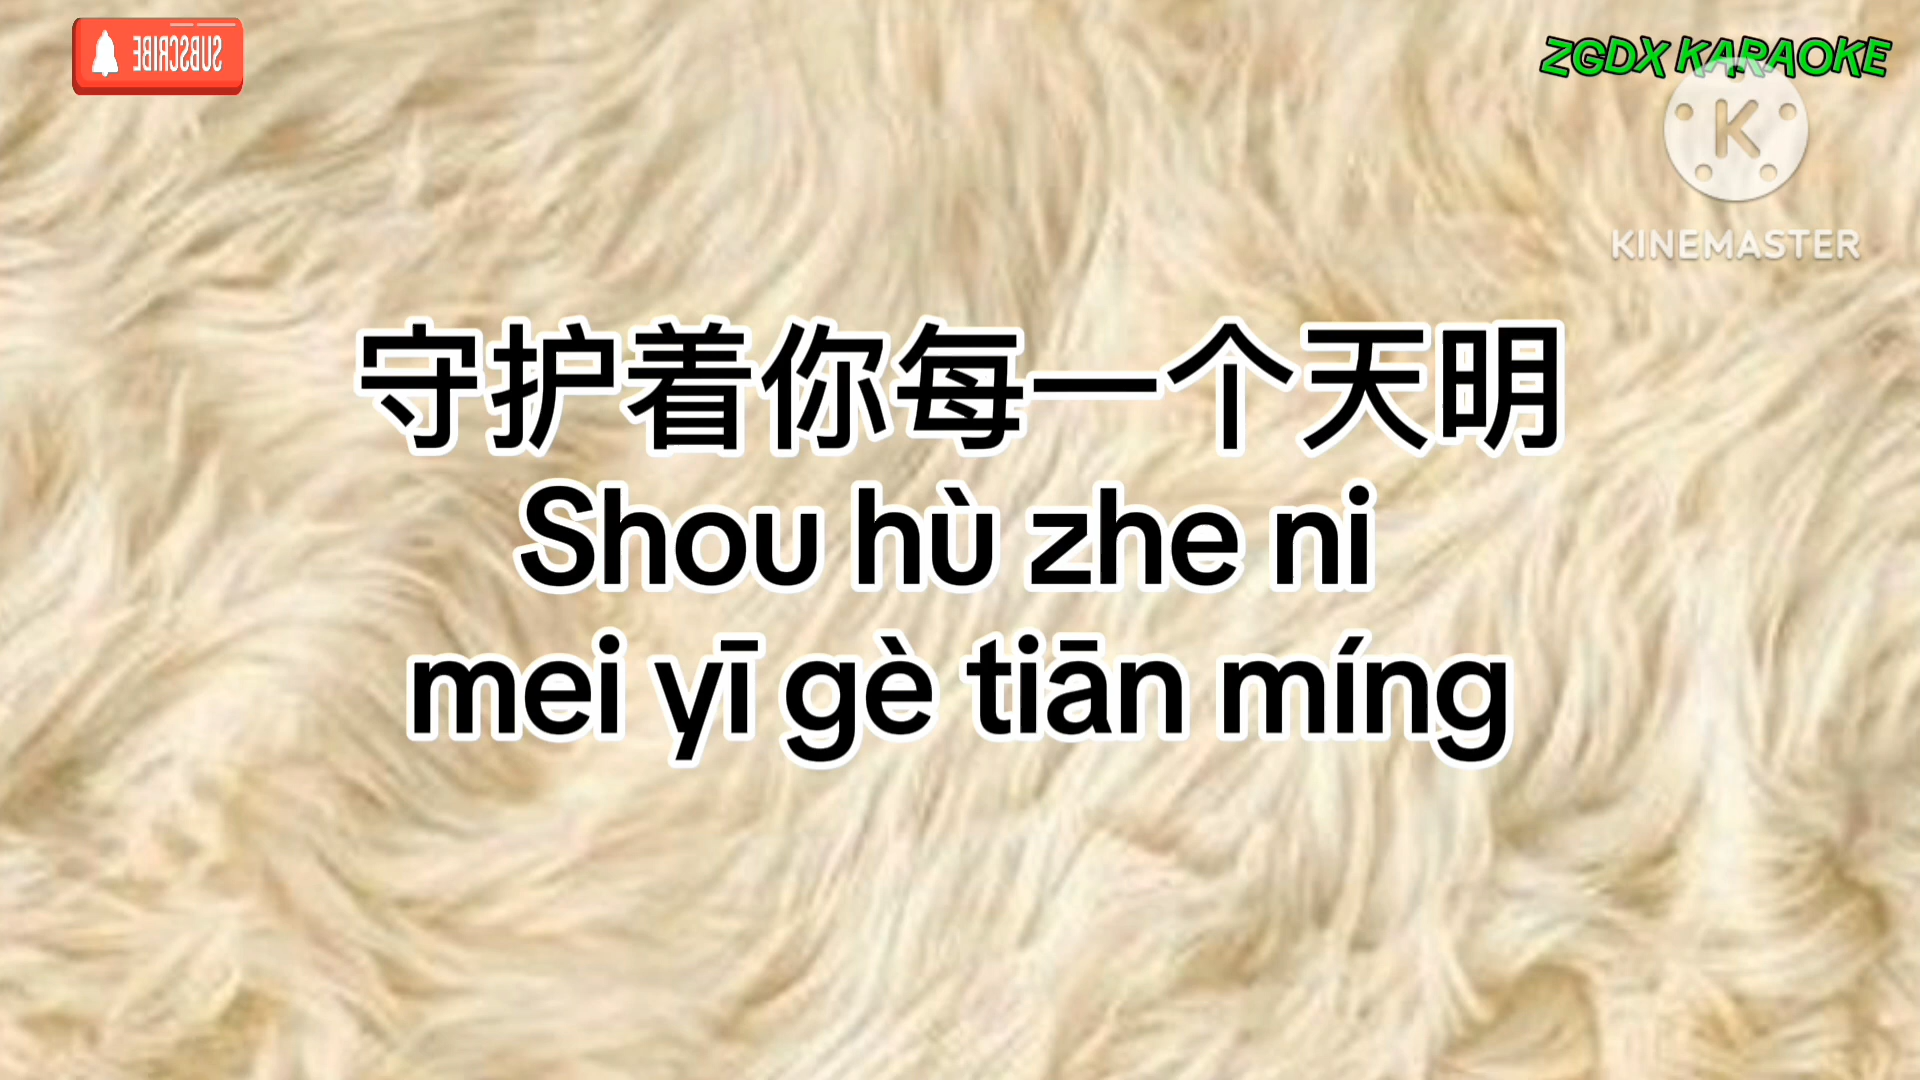 SUBSCRIBE
ZGDX KARAOKE
K
KINEMASTER
守护着你每一个天明
Shou hù zhe ni
mei yī gè tiān míng